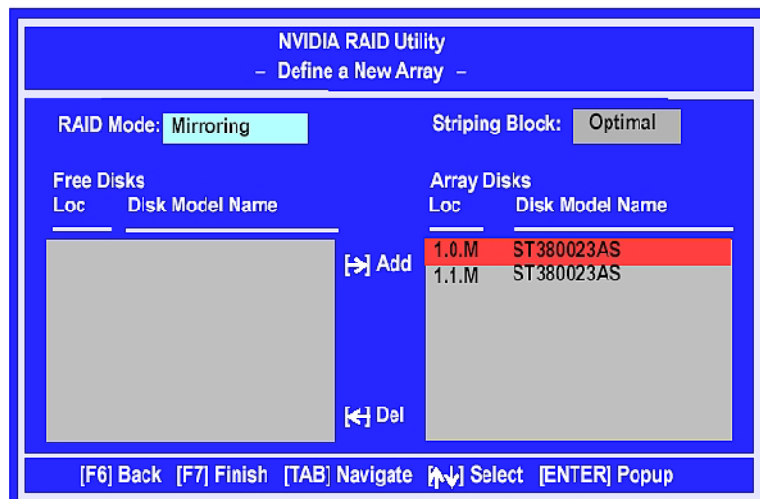 NVIDIA RAID Utility
– Define a New Array –
RAID Mode: Mirroring
Striping Block: Optimal
Free Disks
Loc Disk Model Name
Array Disks
Loc Disk Model Name
[→] Add
1.0.M ST380023AS
1.1.M ST380023AS
[←] Del
[F6] Back [F7] Finish [TAB] Navigate [↑↓] Select [ENTER] Popup